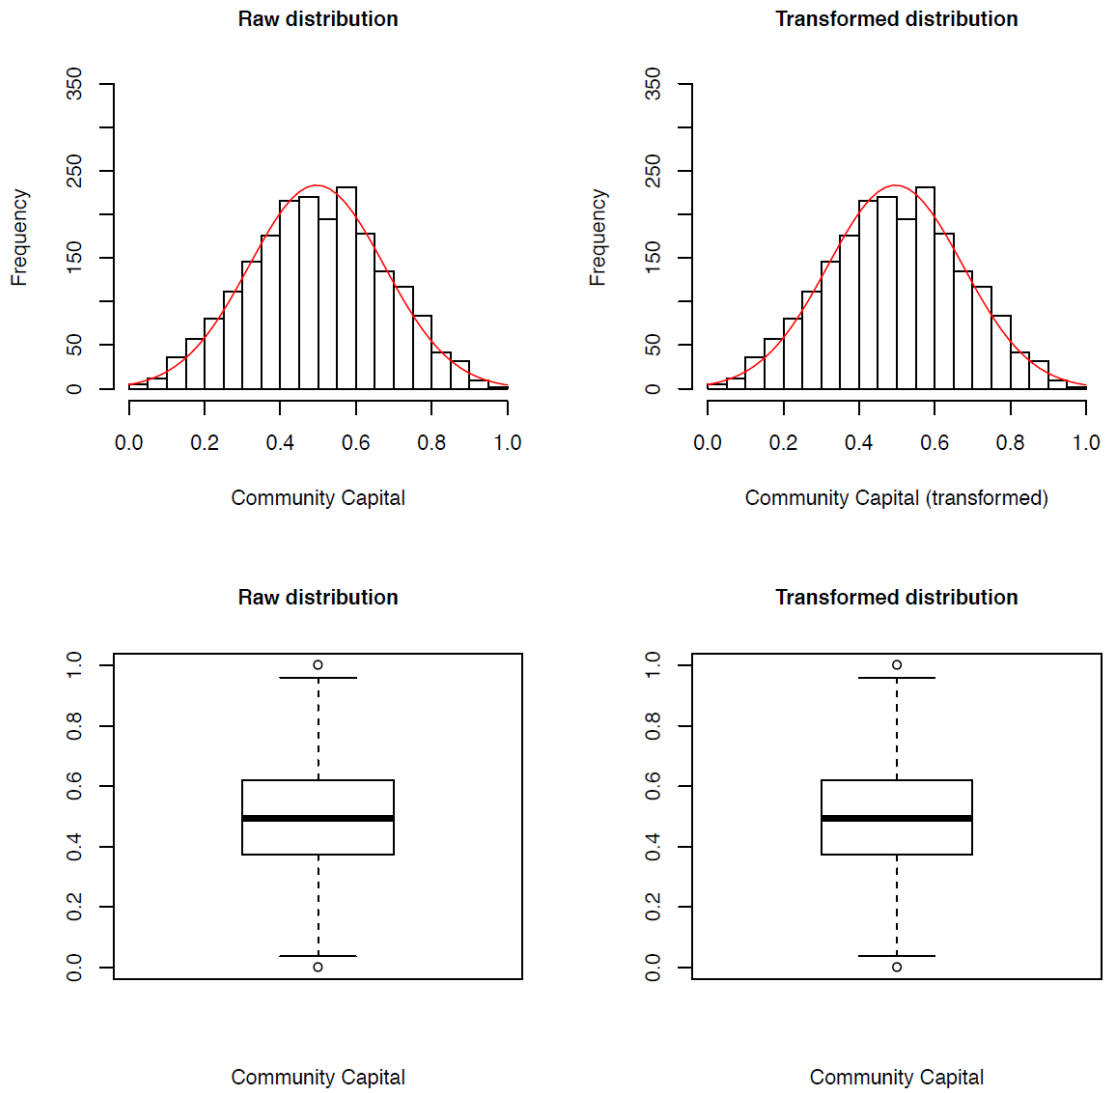 Raw distribution
350
250
150
50
0
Frequency
0.0 0.2 0.4 0.6 0.8 1.0
Community Capital
Transformed distribution
350
250
150
50
0
Frequency
0.0 0.2 0.4 0.6 0.8 1.0
Community Capital (transformed)
Raw distribution
1.0
0.8
0.6
0.4
0.2
0.0
Community Capital
Transformed distribution
1.0
0.8
0.6
0.4
0.2
0.0
Community Capital